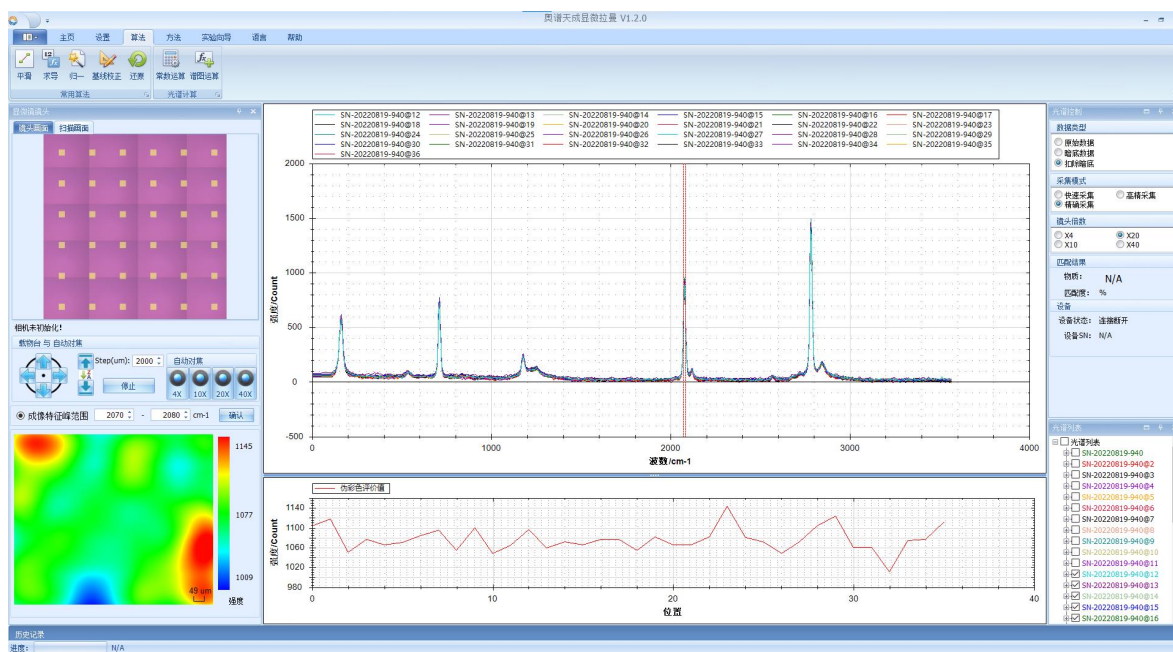 奥谱天成显微拉曼 V1.2.0
主页 设置 算法 方法 实验向导 语言 帮助
平滑 求导 归一 基线校正 还原 常数运算 谱图运算
常用算法 光谱计算
显微镜镜头
镜头画面 扫描画面
相机未初始化!
载物台 与 自动对焦
Step(um): 2000
停止
自动对焦
4X 10X 20X 40X
成像特征峰范围 2070 - 2080 cm-1 确认
1145
1077
1009
49 um
强度
SN-20220819-940@12 SN-20220819-940@13 SN-20220819-940@14 SN-20220819-940@15 SN-20220819-940@16 SN-20220819-940@17
SN-20220819-940@18 SN-20220819-940@19 SN-20220819-940@20 SN-20220819-940@21 SN-20220819-940@22 SN-20220819-940@23
SN-20220819-940@24 SN-20220819-940@25 SN-20220819-940@26 SN-20220819-940@27 SN-20220819-940@28 SN-20220819-940@29
SN-20220819-940@30 SN-20220819-940@31 SN-20220819-940@32 SN-20220819-940@33 SN-20220819-940@34 SN-20220819-940@35
SN-20220819-940@36
强度/Count
2000
1500
1000
500
0
-500
0 1000 2000 3000 4000
波数/cm-1
伪彩色评价值
强度/Count
1140
1100
1060
1020
980
0 10 20 30 40
位置
光谱控制
数据类型
原始数据
暗底数据
扣除暗底
采集模式
快速采集 高精采集
精确采集
镜头倍数
X4 X20
X10 X40
匹配结果
物质: N/A
匹配度: %
设备
设备状态: 连接断开
设备SN: N/A
光谱列表
光谱列表
SN-20220819-940
SN-20220819-940@2
SN-20220819-940@3
SN-20220819-940@4
SN-20220819-940@5
SN-20220819-940@6
SN-20220819-940@7
SN-20220819-940@8
SN-20220819-940@9
SN-20220819-940@10
SN-20220819-940@11
SN-20220819-940@12
SN-20220819-940@13
SN-20220819-940@14
SN-20220819-940@15
SN-20220819-940@16
历史记录
进度: N/A